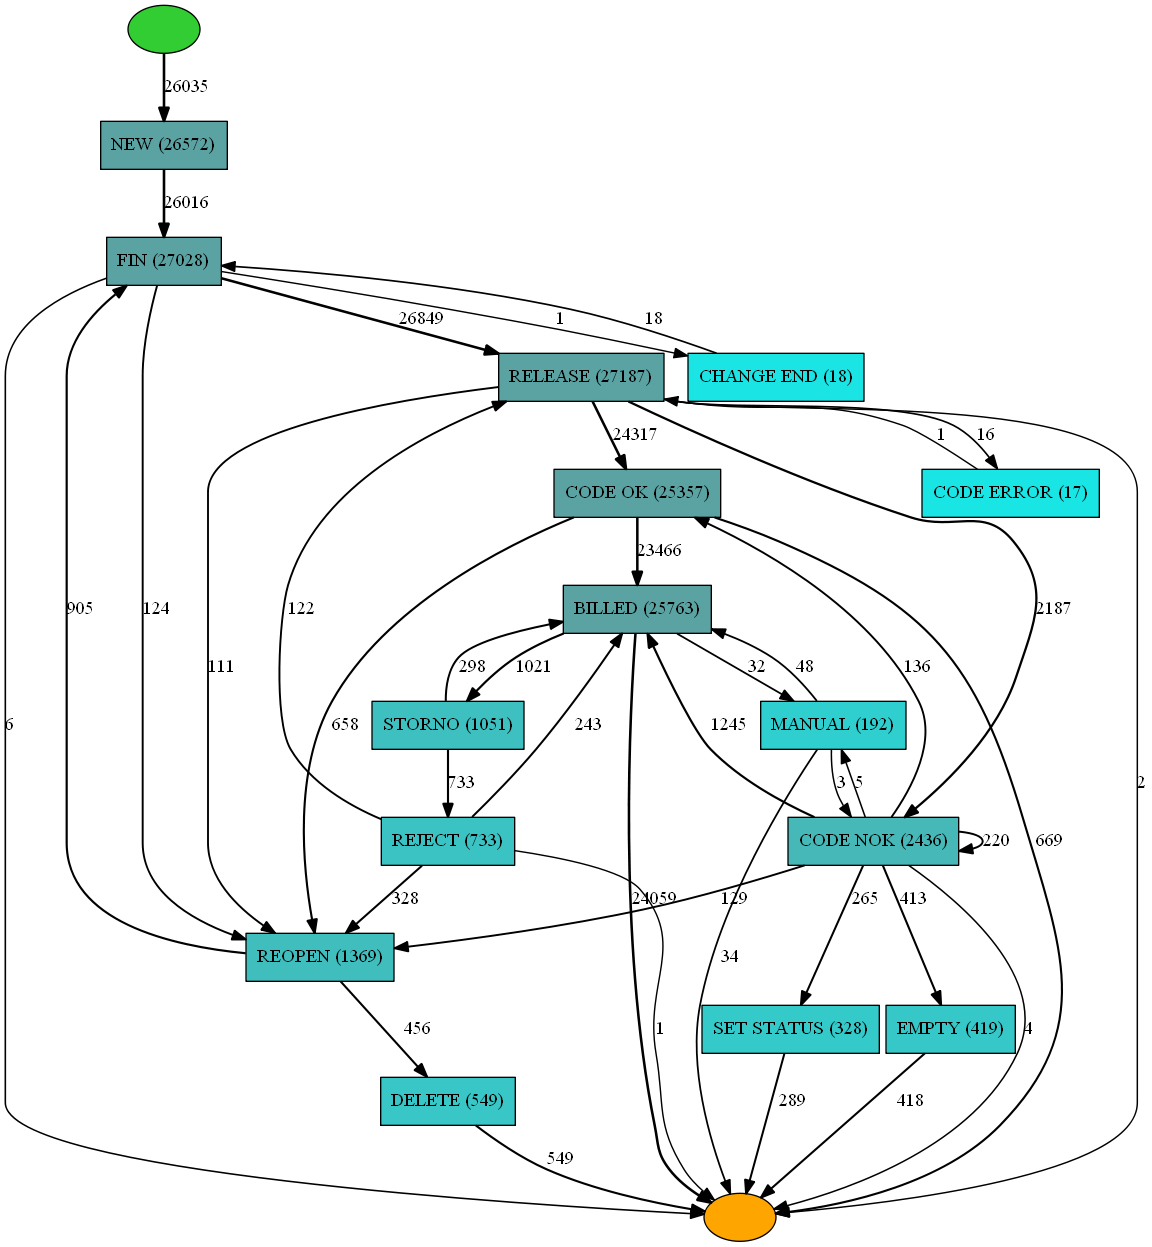 26035
NEW (26572)
26016
FIN (27028)
26849
1
18
RELEASE (27187)
CHANGE END (18)
24317
1
16
CODE OK (25357)
CODE ERROR (17)
23466
905
124
122
BILLED (25763)
2187
111
298
1021
32
48
136
6
658
STORNO (1051)
243
1245
MANUAL (192)
733
3
5
2
REJECT (733)
CODE NOK (2436)
220
669
328
24059
129
265
413
REOPEN (1369)
34
456
1
SET STATUS (328)
EMPTY (419)
4
DELETE (549)
289
418
549